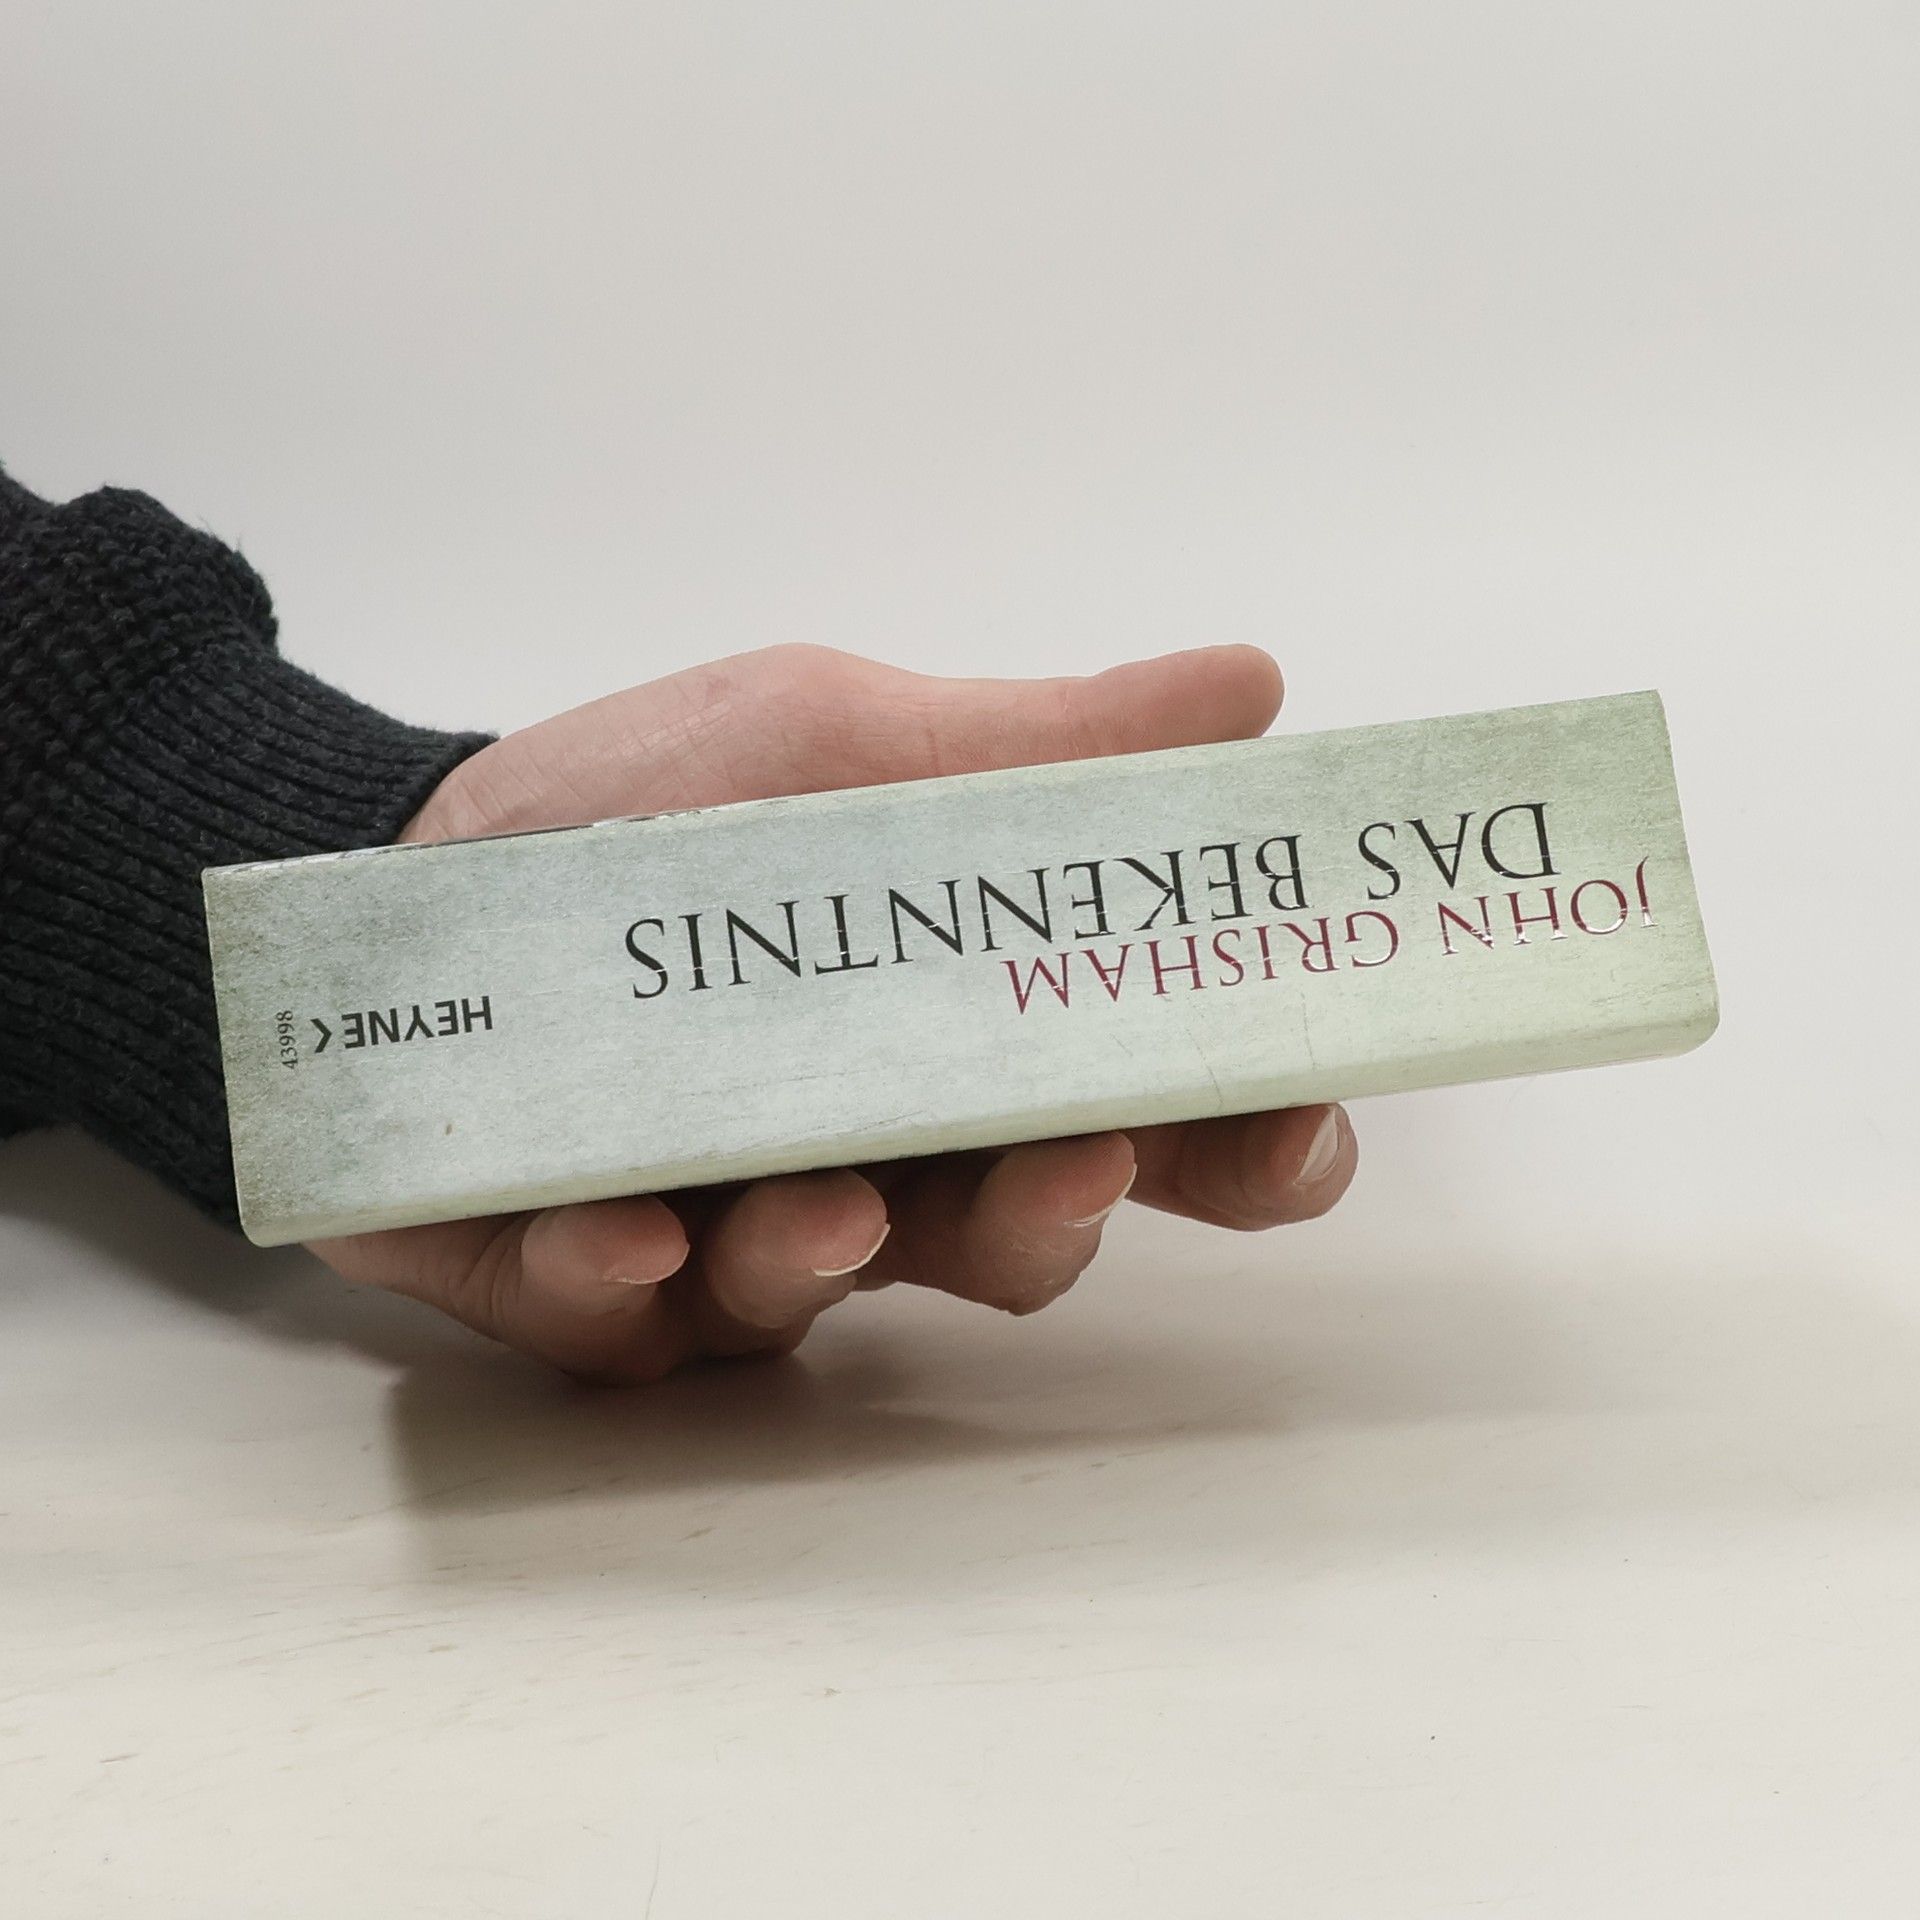 JOHN GRISHAM
DAS BEKENNTNIS
HEYNE<
43998